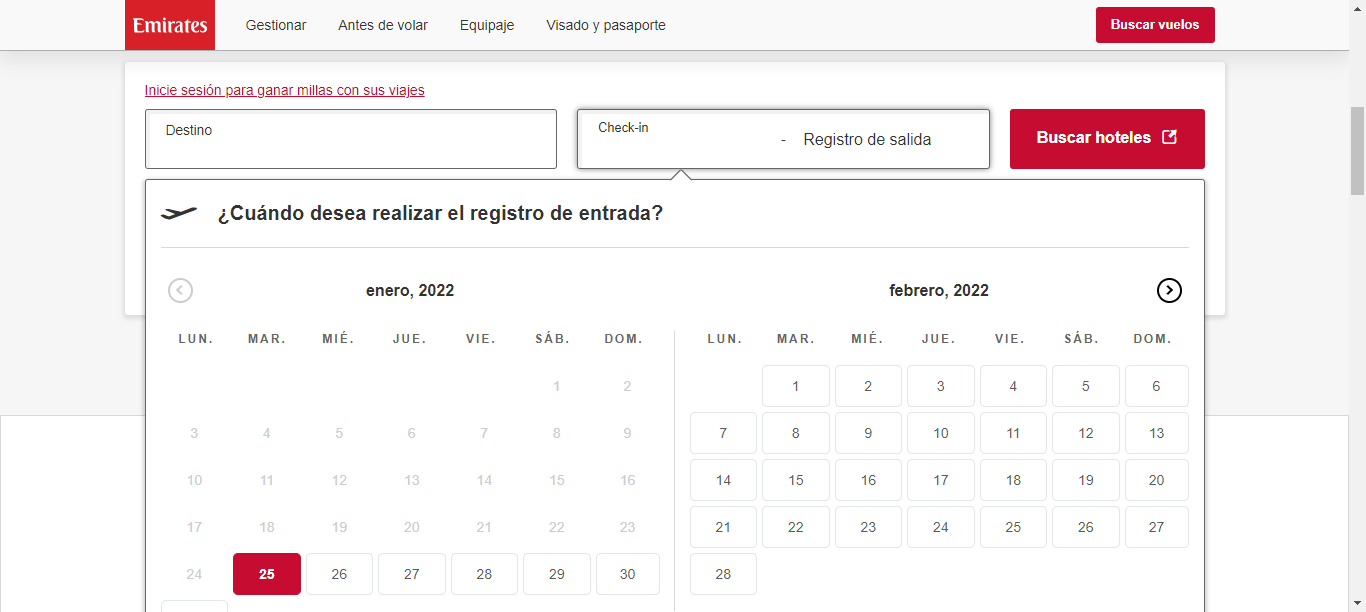 Emirates Gestionar Antes de volar Equipaje Visado y pasaporte Buscar vuelos
Inicie sesión para ganar millas con sus viajes
Destino
Check-in
- Registro de salida
Buscar hoteles
¿Cuándo desea realizar el registro de entrada?
enero, 2022
LUN. MAR. MIÉ. JUE. VIE. SÁB. DOM.
1 2
3 4 5 6 7 8 9
10 11 12 13 14 15 16
17 18 19 20 21 22 23
24 25 26 27 28 29 30
febrero, 2022
LUN. MAR. MIÉ. JUE. VIE. SÁB. DOM.
1 2 3 4 5 6
7 8 9 10 11 12 13
14 15 16 17 18 19 20
21 22 23 24 25 26 27
28